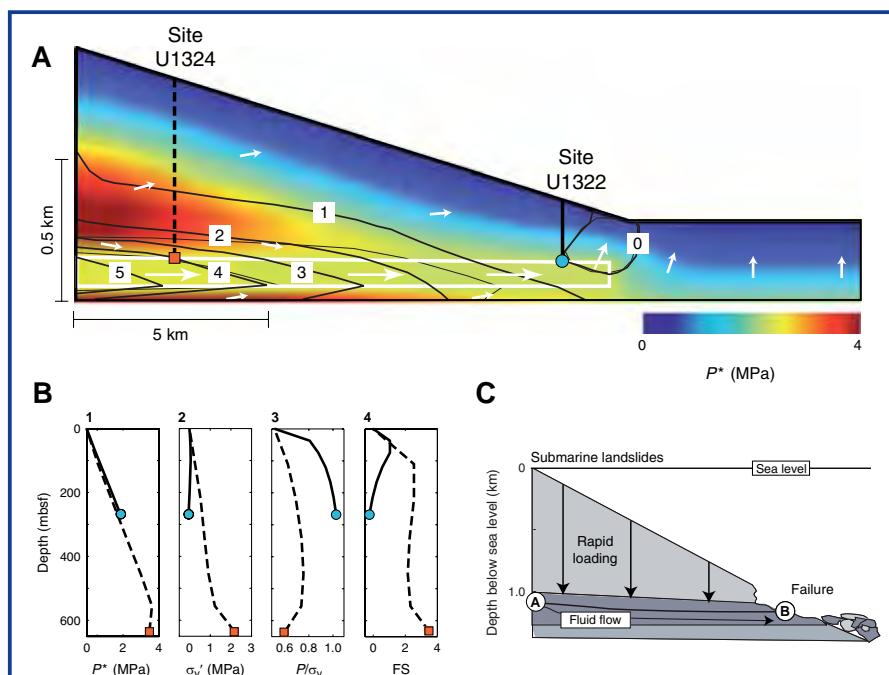 A
Site
U1324
Site
U1322
1
2
0
5
4
3
0.5 km
5 km
0
4
P* (MPa)
B
1
2
3
4
0
200
400
600
Depth (mbsf)
0
2
4
0
1
2
3
0.6
0.8
1.0
0
2
4
P* (MPa)
σv' (MPa)
P/σv
FS
C
Submarine landslides
0
Sea level
Depth below sea level (km)
Rapid
loading
1.0
Failure
A
B
Fluid flow